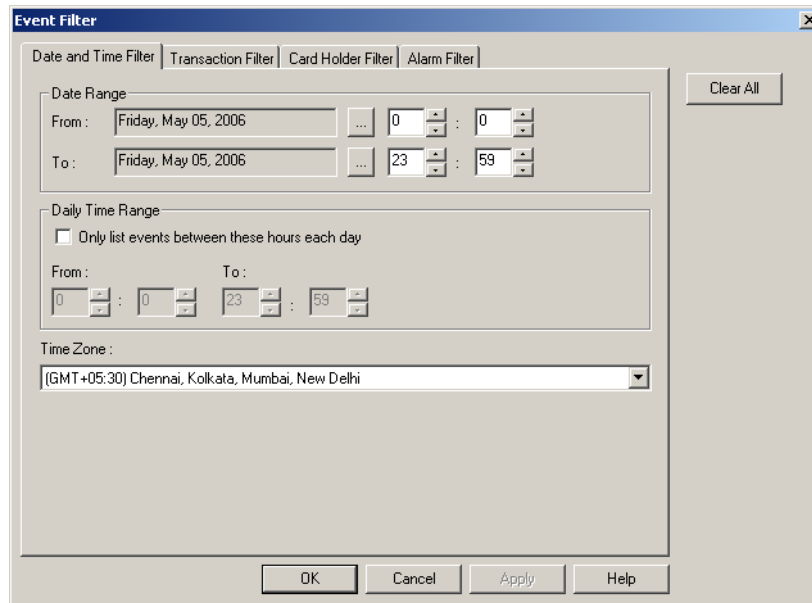 Event Filter
Date and Time Filter Transaction Filter Card Holder Filter Alarm Filter
Clear All
Date Range
From : Friday, May 05, 2006 ... 0 : 0
To : Friday, May 05, 2006 ... 23 : 59
Daily Time Range
Only list events between these hours each day
From : To :
0 : 0 23 : 59
Time Zone :
(GMT+05:30) Chennai, Kolkata, Mumbai, New Delhi
OK Cancel Apply Help